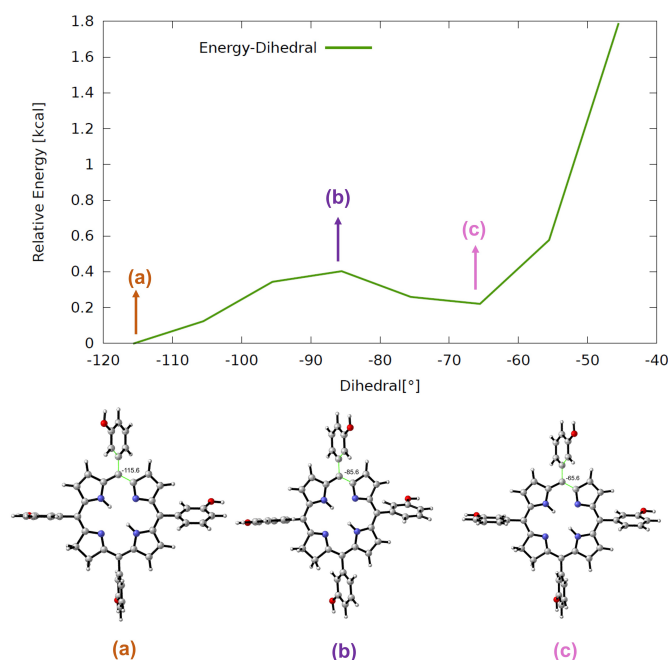 1.8
Energy-Dihedral
1.6
1.4
1.2
1
0.8
0.6
0.4
0.2
0
Relative Energy [kcal]
(a)
(b)
(c)
-120 -110 -100 -90 -80 -70 -60 -50 -40
Dihedral[°]
-115.6
-85.6
-65.6
(a) (b) (c)